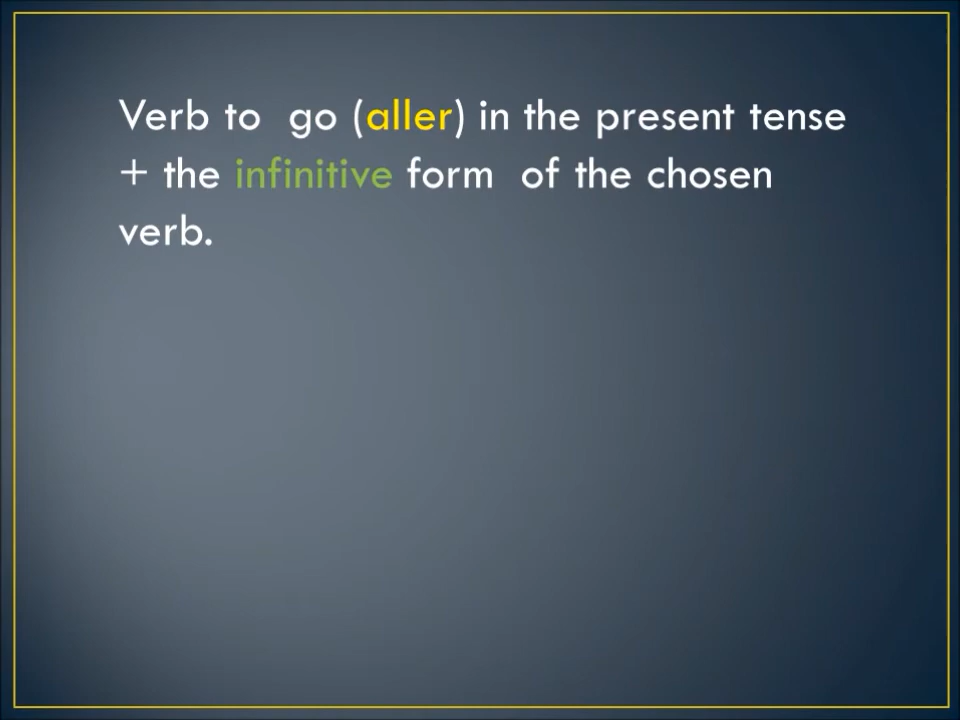 Verb to  go (aller) in the present tense
+ the infinitive form  of the chosen
verb.